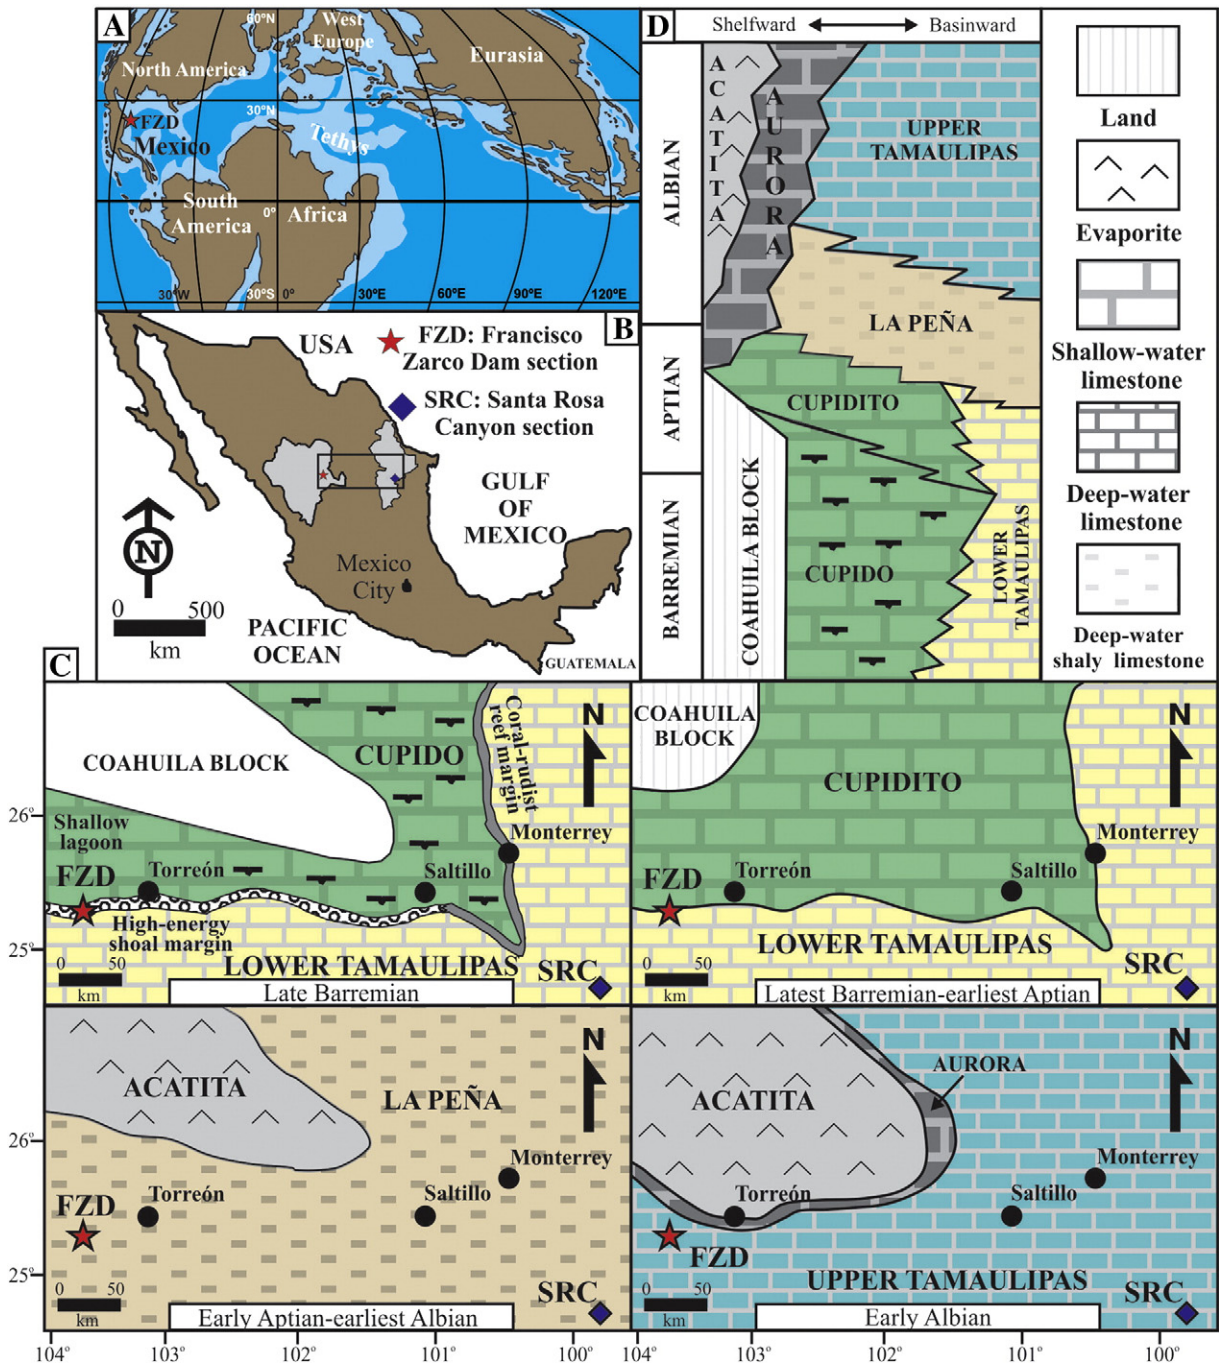 A
60°N
West
Europe
Eurasia
North America
30°N
FZD
Mexico
Tethys
South
America
0°
Africa
30°W
30°S
0°
30°E
60°E
90°E
120°E
B
USA
FZD: Francisco
Zarco Dam section
SRC: Santa Rosa
Canyon section
GULF
OF
MEXICO
N
Mexico
City
0
500
km
PACIFIC
OCEAN
GUATEMALA
D
Shelfward
Basinward
ALBIAN
APTIAN
BARREMIAN
ACATITA
AURORA
UPPER
TAMAULIPAS
LA PEÑA
CUPIDITO
CUPIDO
COAHUILA BLOCK
LOWER
TAMAULIPAS
Land
Evaporite
Shallow-water
limestone
Deep-water
limestone
Deep-water
shaly limestone
C
COAHUILA BLOCK
CUPIDO
Coral-rudist
reef margin
N
26°
Shallow
lagoon
Monterrey
FZD
Torreón
Saltillo
High-energy
shoal margin
25°
0
50
km
LOWER TAMAULIPAS
SRC
Late Barremian
COAHUILA
BLOCK
N
CUPIDITO
Monterrey
FZD
Torreón
Saltillo
LOWER TAMAULIPAS
0
50
km
SRC
Latest Barremian-earliest Aptian
ACATITA
LA PEÑA
N
26°
Monterrey
FZD
Torreón
Saltillo
25°
0
50
km
SRC
Early Aptian-earliest Albian
AURORA
N
ACATITA
Monterrey
Torreón
Saltillo
FZD
0
50
km
UPPER TAMAULIPAS
SRC
Early Albian
104°
103°
102°
101°
100°
103°
102°
101°
100°